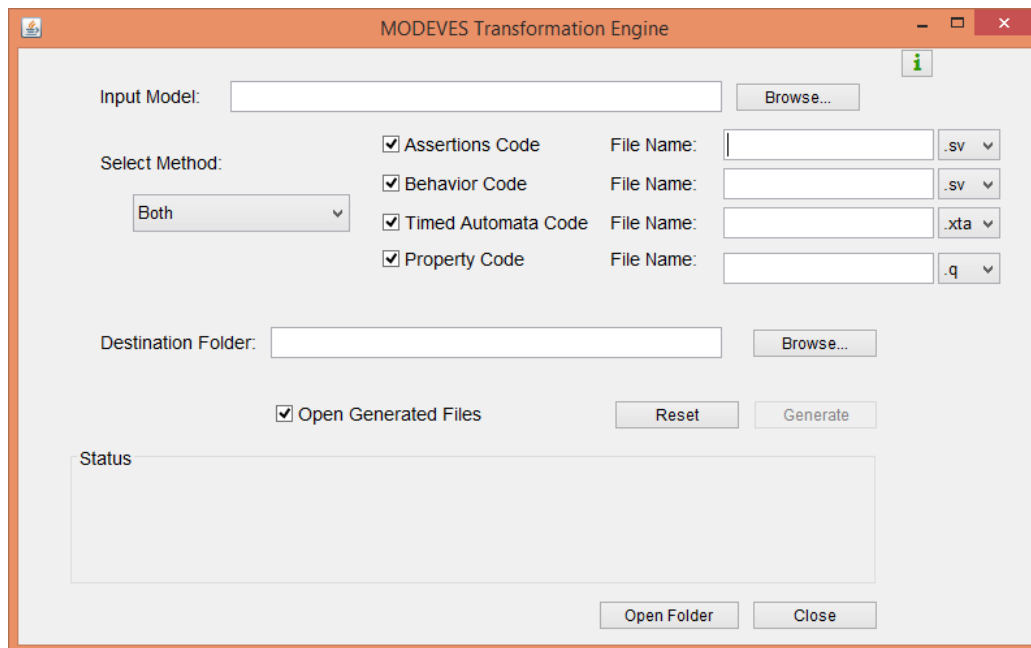 MODEVES Transformation Engine
i
Input Model: Browse...
Assertions Code File Name: .sv
Select Method:
Behavior Code File Name: .sv
Both
Timed Automata Code File Name: .xta
Property Code File Name: .q
Destination Folder: Browse...
Open Generated Files Reset Generate
Status
Open Folder Close